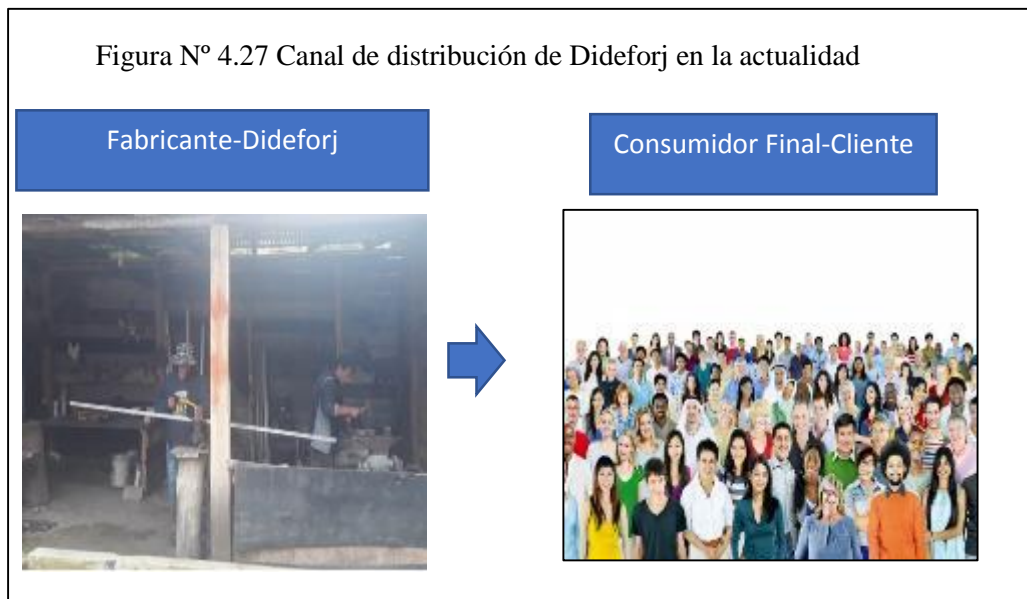 Figura Nº 4.27 Canal de distribución de Dideforj en la actualidad
Fabricante-Dideforj
Consumidor Final-Cliente